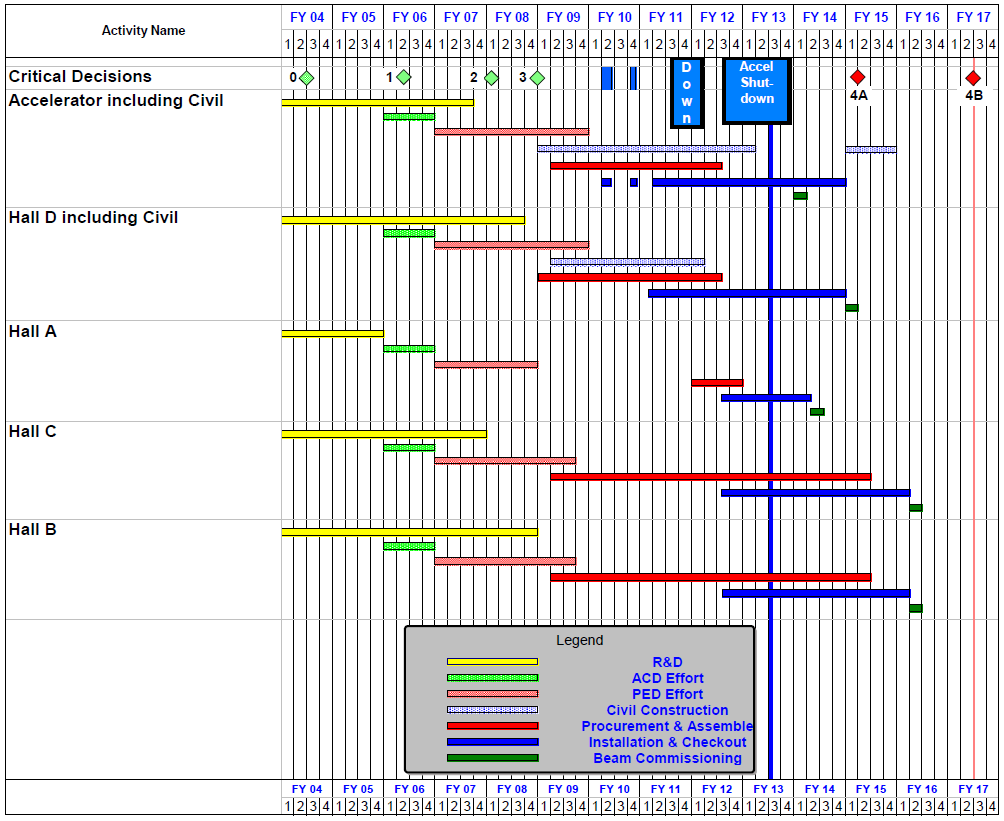 Activity Name
FY 04 FY 05 FY 06 FY 07 FY 08 FY 09 FY 10 FY 11 FY 12 FY 13 FY 14 FY 15 FY 16 FY 17
1 2 3 4 1 2 3 4 1 2 3 4 1 2 3 4 1 2 3 4 1 2 3 4 1 2 3 4 1 2 3 4 1 2 3 4 1 2 3 4 1 2 3 4 1 2 3 4 1 2 3 4 1 2 3 4
Critical Decisions 0 1 2 3
Down
Accel
Shut-
down
4A 4B
Accelerator including Civil
Hall D including Civil
Hall A
Hall C
Hall B
Legend
R&D
ACD Effort
PED Effort
Civil Construction
Procurement & Assemble
Installation & Checkout
Beam Commissioning
FY 04 FY 05 FY 06 FY 07 FY 08 FY 09 FY 10 FY 11 FY 12 FY 13 FY 14 FY 15 FY 16 FY 17
1 2 3 4 1 2 3 4 1 2 3 4 1 2 3 4 1 2 3 4 1 2 3 4 1 2 3 4 1 2 3 4 1 2 3 4 1 2 3 4 1 2 3 4 1 2 3 4 1 2 3 4 1 2 3 4